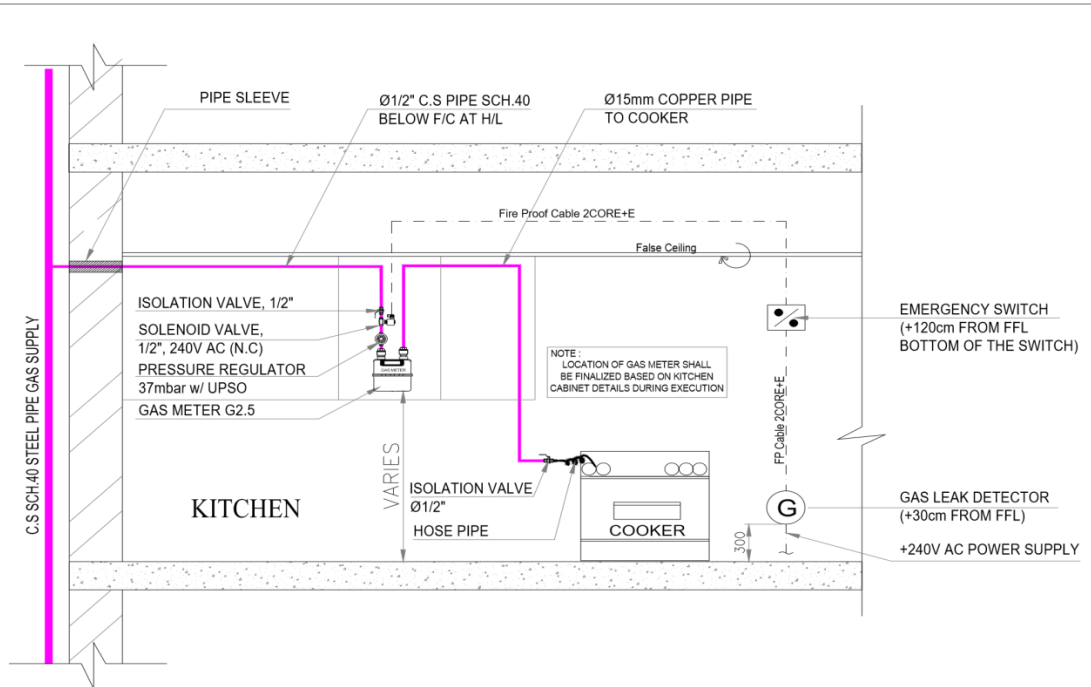 PIPE SLEEVE
Ø1/2" C.S PIPE SCH.40
BELOW F/C AT H/L
Ø15mm COPPER PIPE
TO COOKER
Fire Proof Cable 2CORE+E
False Ceiling
ISOLATION VALVE, 1/2"
SOLENOID VALVE,
1/2", 240V AC (N.C)
PRESSURE REGULATOR
37mbar w/ UPSO
GAS METER G2.5
GAS METER
NOTE :
LOCATION OF GAS METER SHALL
BE FINALIZED BASED ON KITCHEN
CABINET DETAILS DURING EXECUTION
EMERGENCY SWITCH
(+120cm FROM FFL
BOTTOM OF THE SWITCH)
FP Cable 2CORE+E
C.S SCH.40 STEEL PIPE GAS SUPPLY
KITCHEN
VARIES
ISOLATION VALVE
Ø1/2"
HOSE PIPE
COOKER
G
300
GAS LEAK DETECTOR
(+30cm FROM FFL)
+240V AC POWER SUPPLY